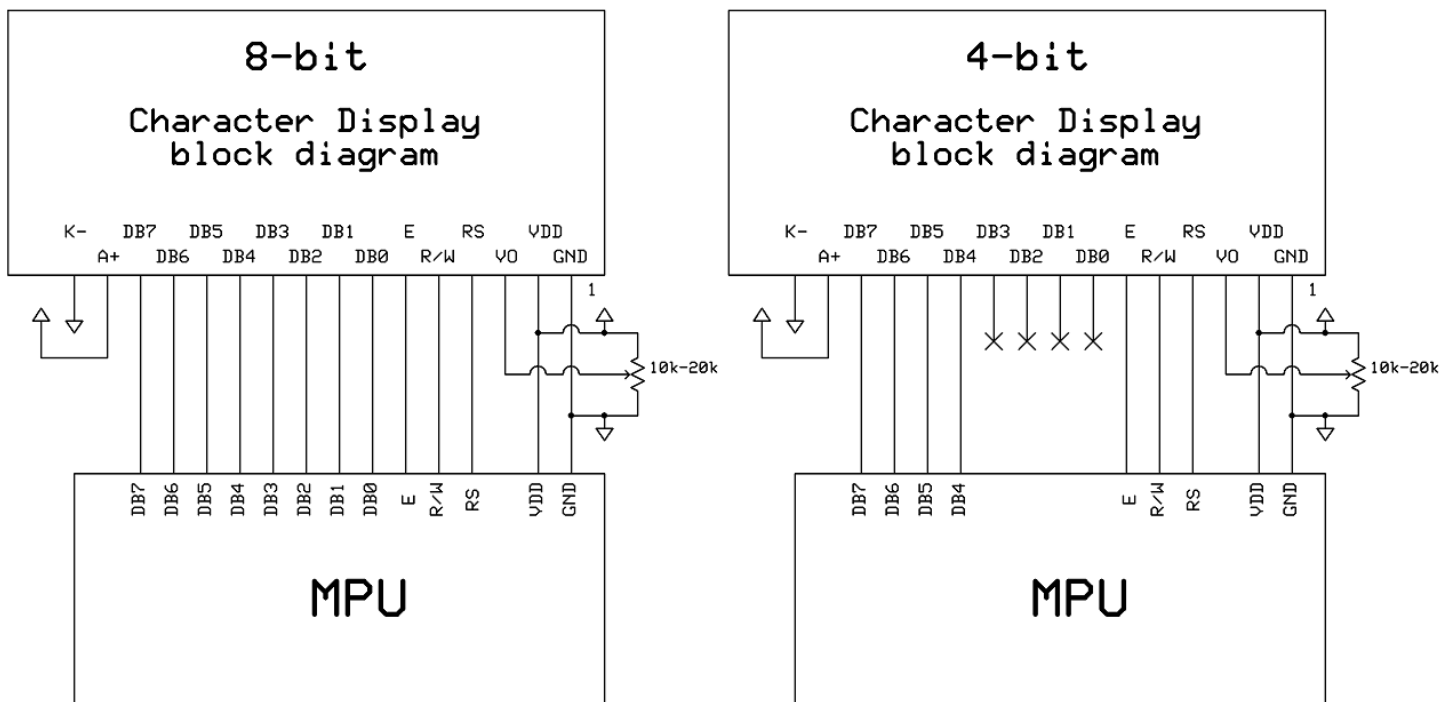 8-bit
Character Display
block diagram
K- DB7 DB5 DB3 DB1 E RS VDD
A+ DB6 DB4 DB2 DB0 R/W VO GND
1
10k-20k
DB7 DB6 DB5 DB4 DB3 DB2 DB1 DB0 E R/W RS VDD GND
MPU
4-bit
Character Display
block diagram
K- DB7 DB5 DB3 DB1 E RS VDD
A+ DB6 DB4 DB2 DB0 R/W VO GND
1
10k-20k
DB7 DB6 DB5 DB4 E R/W RS VDD GND
MPU